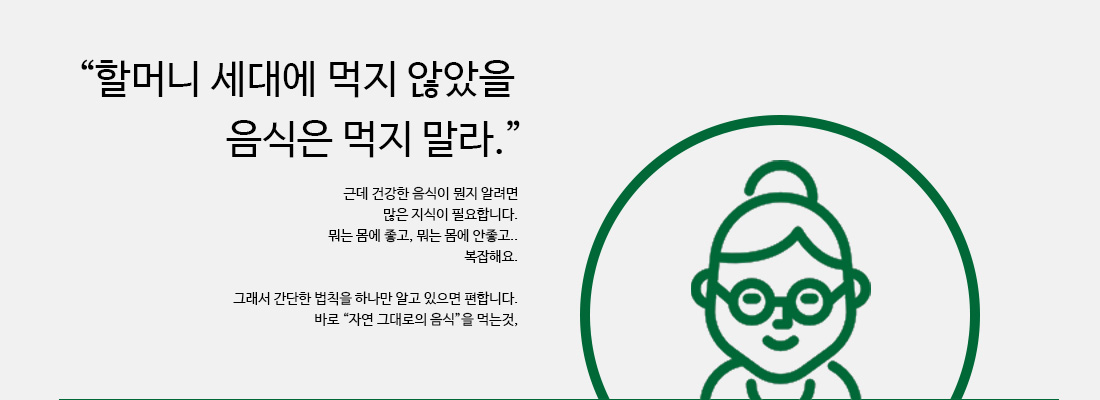 “할머니 세대에 먹지 않았을
음식은 먹지 말라.”
근데 건강한 음식이 뭔지 알려면
많은 지식이 필요합니다.
뭐는 몸에 좋고, 뭐는 몸에 안좋고..
복잡해요.
그래서 간단한 법칙을 하나만 알고 있으면 편합니다.
바로 “자연 그대로의 음식”을 먹는것,